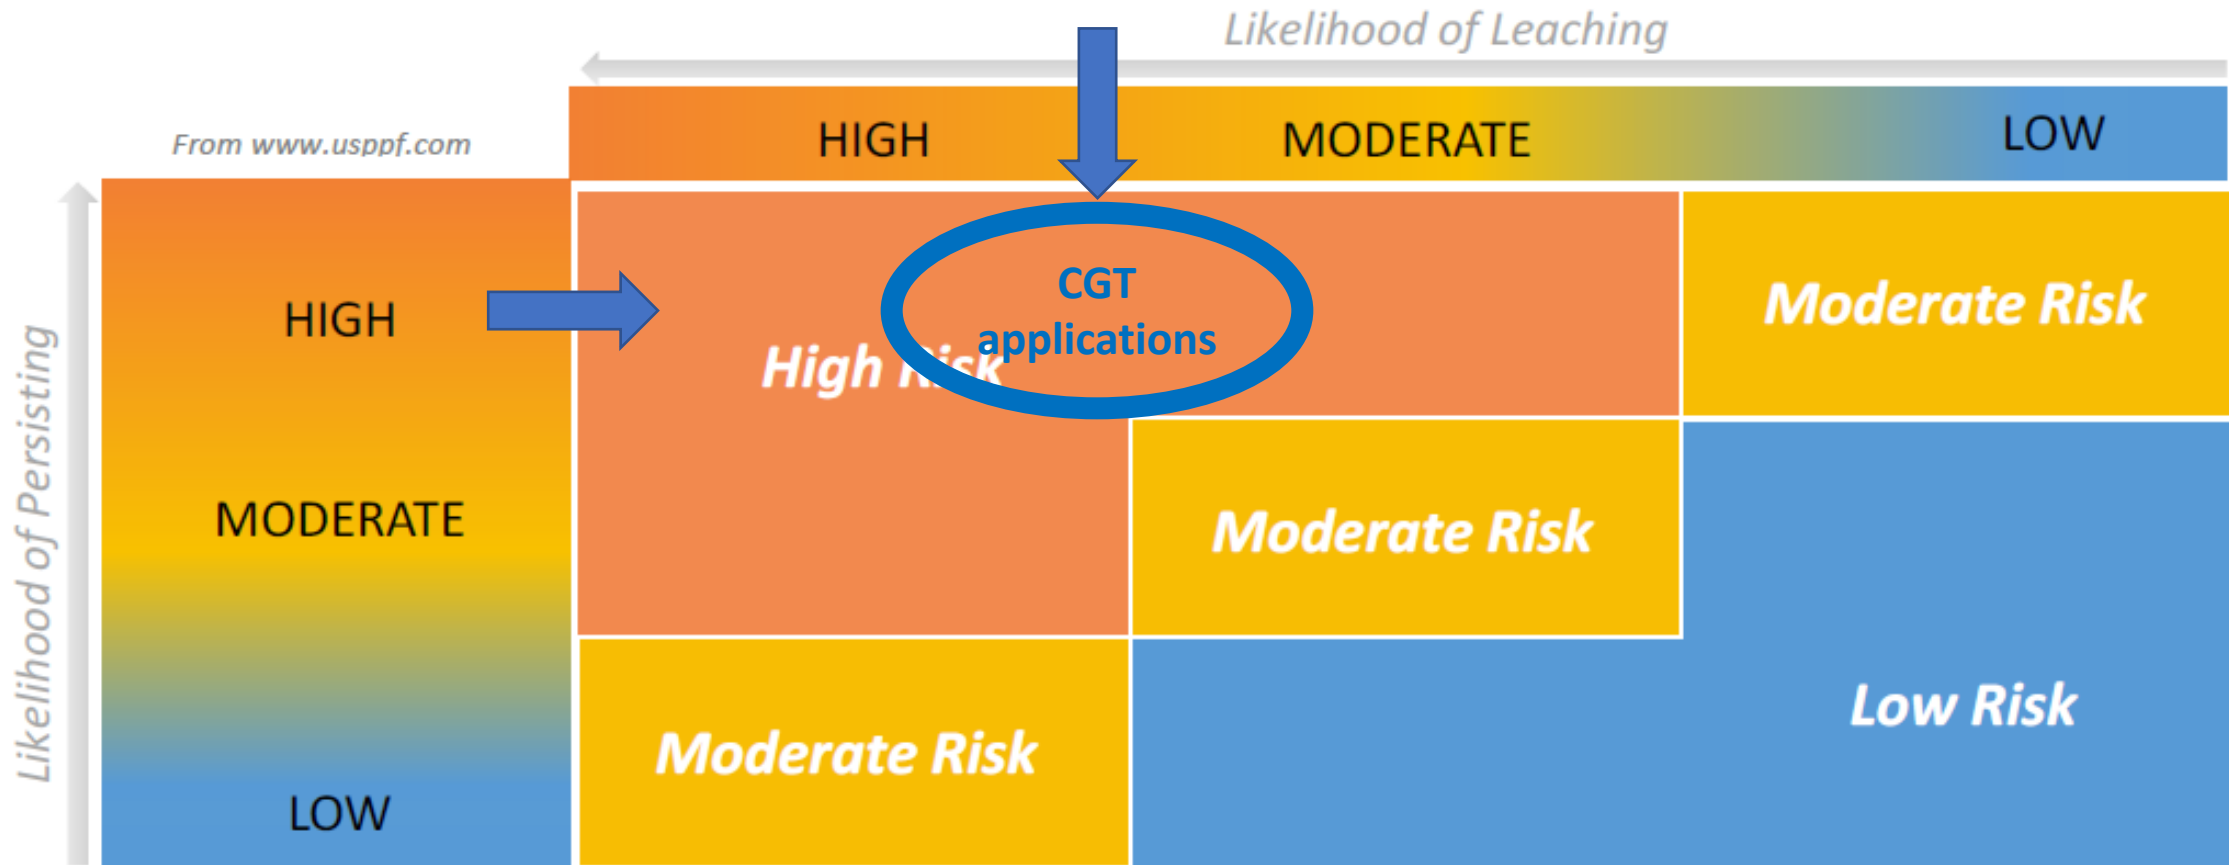 Likelihood of Leaching
From www.usppf.com
HIGH
MODERATE
LOW
Likelihood of Persisting
HIGH
MODERATE
LOW
CGT
applications
High Risk
Moderate Risk
Moderate Risk
Moderate Risk
Low Risk